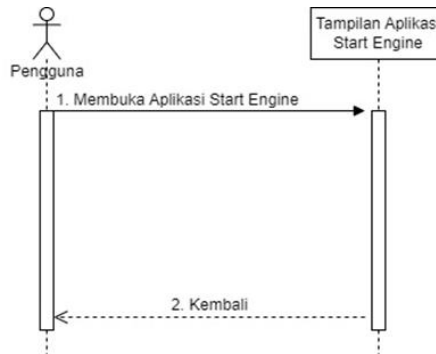 Pengguna
Tampilan Aplikas
Start Engine
1. Membuka Aplikasi Start Engine
2. Kembali